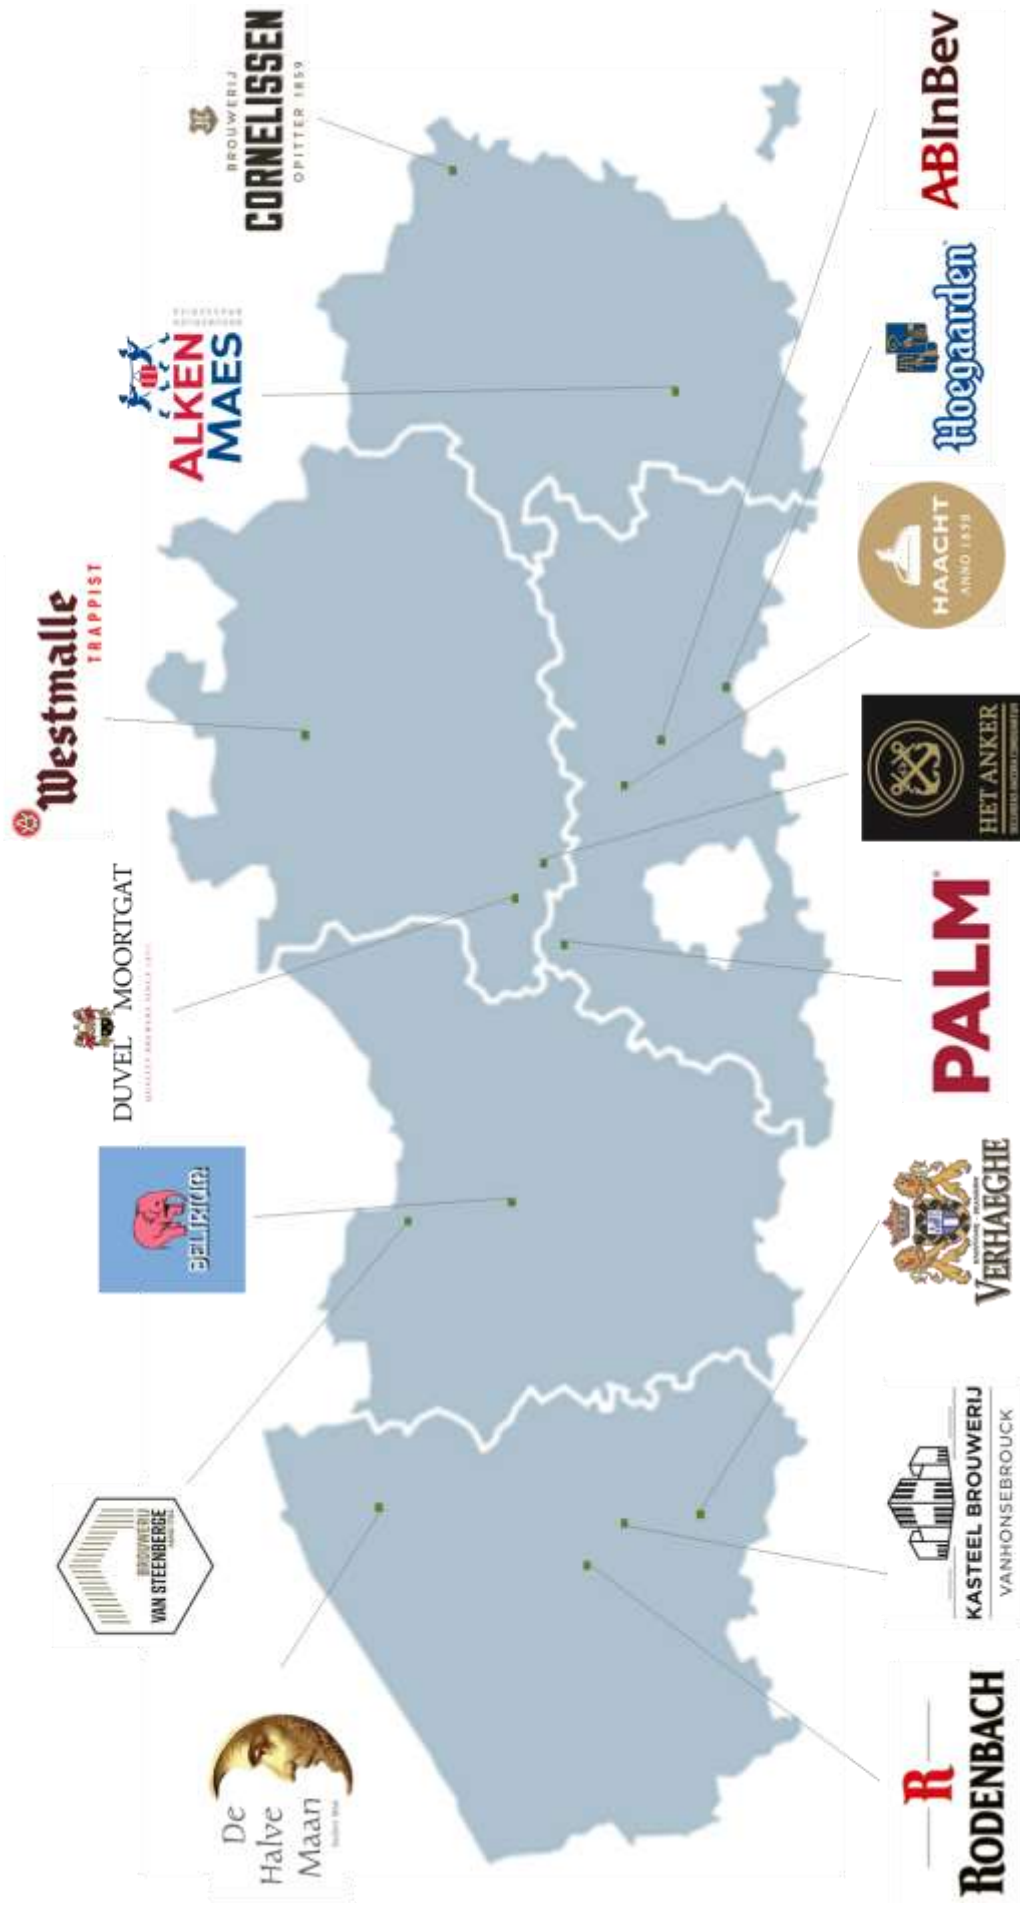 De
Halve
Maan
BROUWERIJ
VAN STEENBERGE
DELIRIUM
DUVEL MOORTGAT
Westmalle
TRAPPIST
ALKEN
MAES
BROUWERIJ
CORNELISSEN
OPITTER 1859
R
RODENBACH
KASTEEL BROUWERIJ
VANHONSEBROUCK
VERHAEGHE
PALM
HET ANKER
HAACHT
ANNO 1898
Hoegaarden
ABInBev